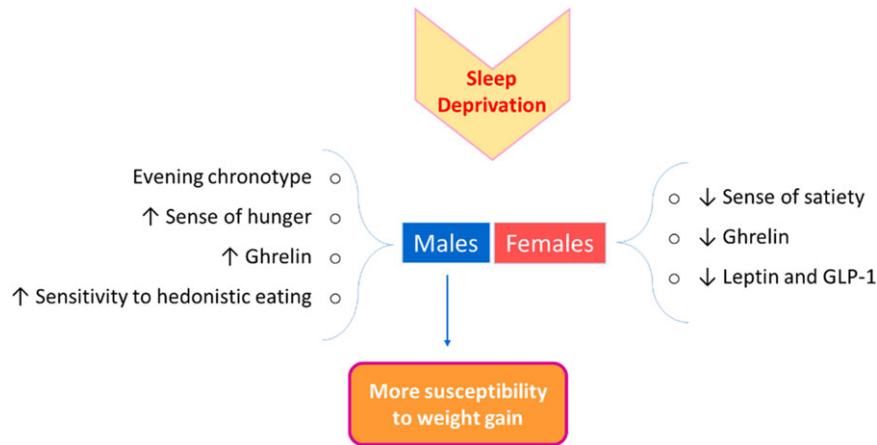 Sleep
Deprivation
Evening chronotype
↑ Sense of hunger
↑ Ghrelin
↑ Sensitivity to hedonistic eating
Males
Females
↓ Sense of satiety
↓ Ghrelin
↓ Leptin and GLP-1
More susceptibility
to weight gain